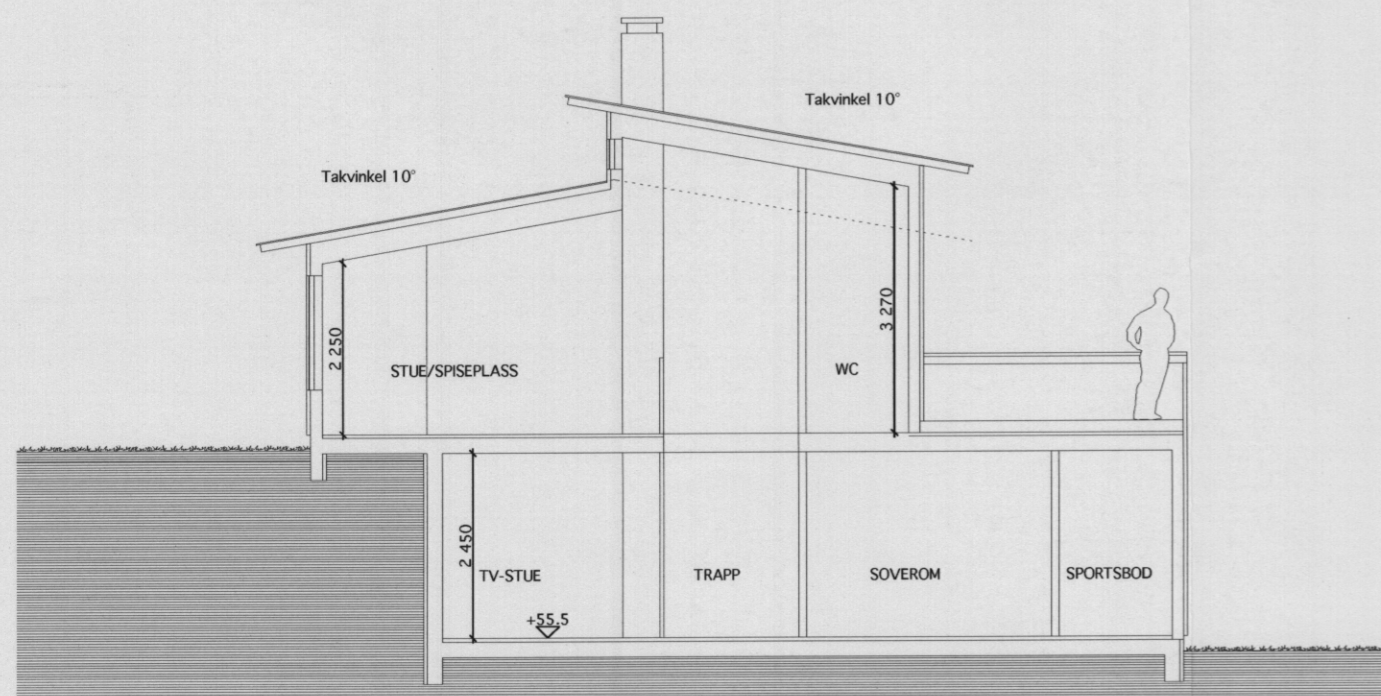 Takvinkel 10°
Takvinkel 10°
2 250
3 270
STUE/SPISEPLASS
WC
2 450
TV-STUE
TRAPP
SOVEROM
SPORTSBOD
+55.5